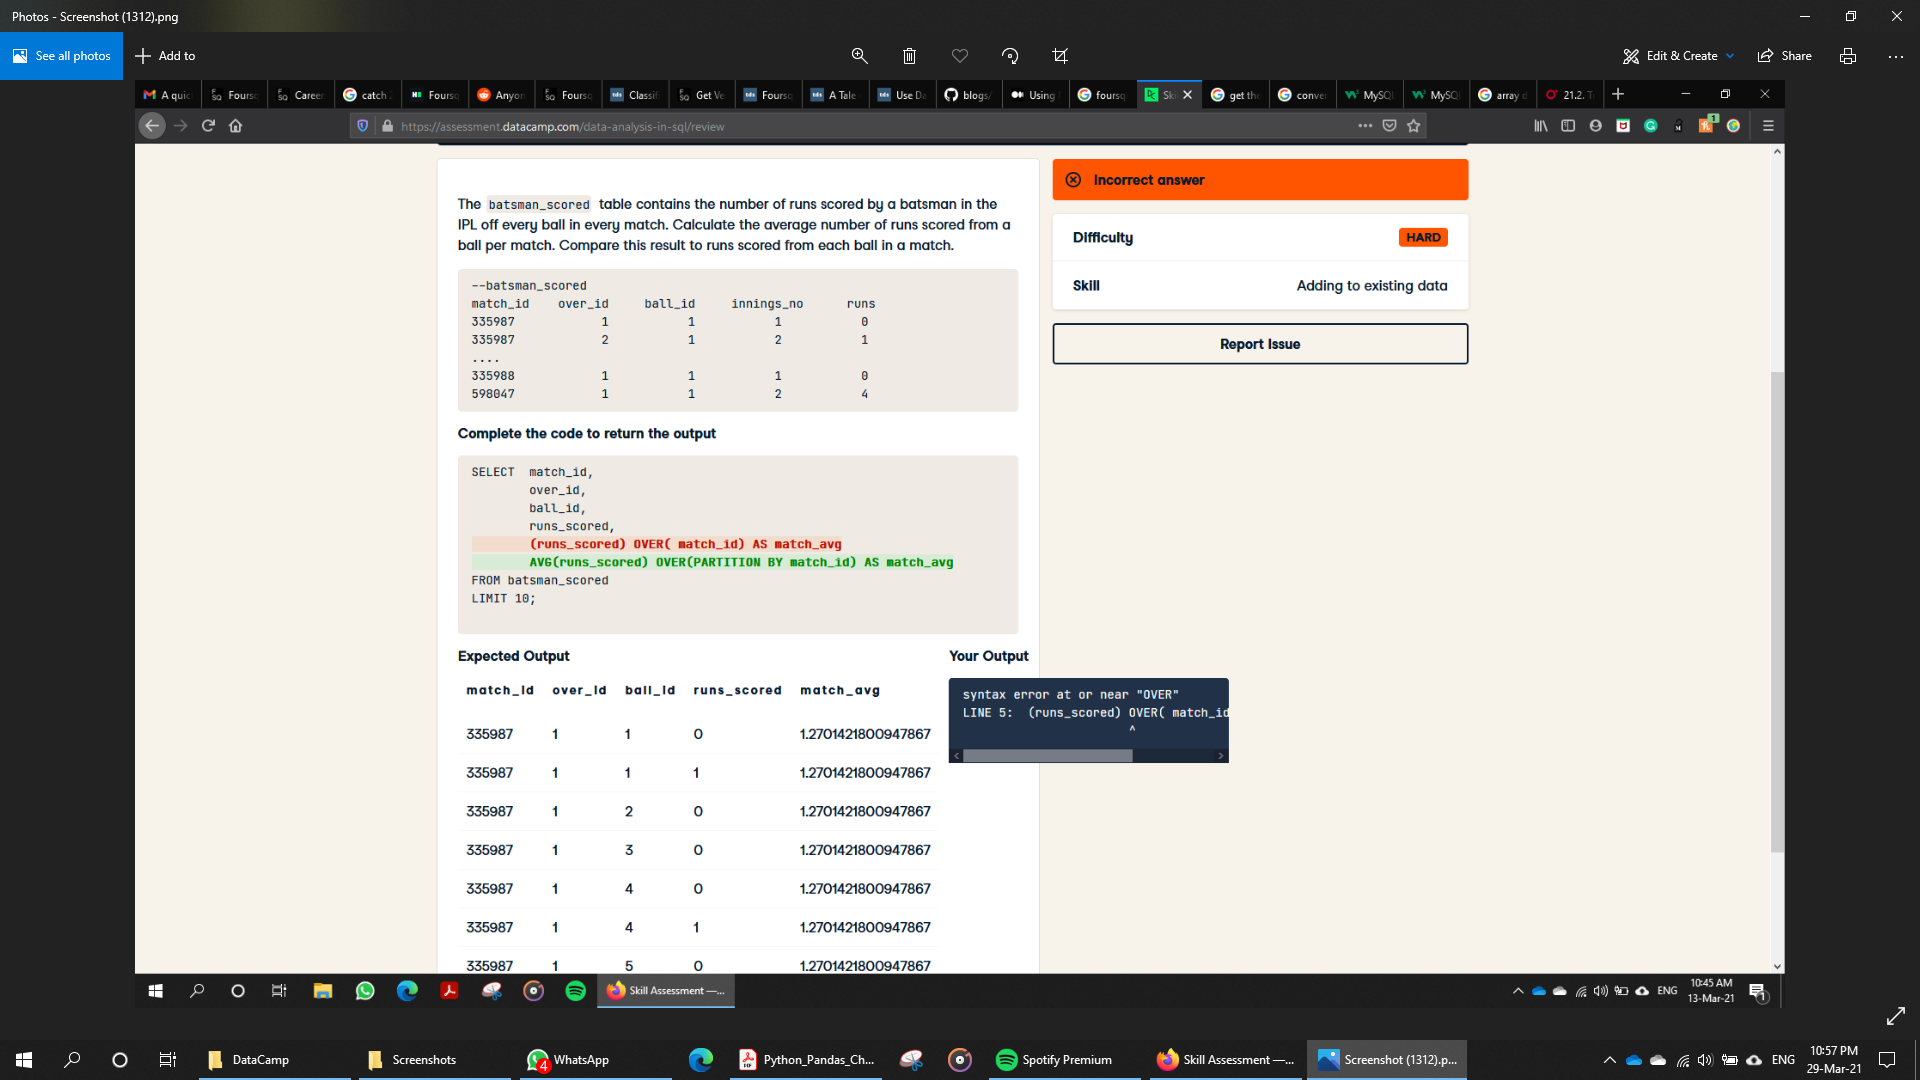 Photos - Screenshot (1312).png
See all photos
Add to
Edit & Create
Share
A quic
Foursq
Career
catch
Foursq
Anyon
Foursq
Classif
Get Ve
Foursq
A Tale
Use Da
blogs/
Using
foursq
Sk
get the
conver
MySQL
MySQL
array d
21.2. T
https://assessment.datacamp.com/data-analysis-in-sql/review
1
The batsman_scored table contains the number of runs scored by a batsman in the
IPL off every ball in every match. Calculate the average number of runs scored from a
ball per match. Compare this result to runs scored from each ball in a match.
--batsman_scored
match_id over_id ball_id innings_no runs
335987 1 1 1 0
335987 2 1 2 1
....
335988 1 1 1 0
598047 1 1 2 4
Complete the code to return the output
SELECT match_id,
over_id,
ball_id,
runs_scored,
(runs_scored) OVER( match_id) AS match_avg
AVG(runs_scored) OVER(PARTITION BY match_id) AS match_avg
FROM batsman_scored
LIMIT 10;
Expected Output
match_id over_id ball_id runs_scored match_avg
335987 1 1 0 1.2701421800947867
335987 1 1 1 1.2701421800947867
335987 1 2 0 1.2701421800947867
335987 1 3 0 1.2701421800947867
335987 1 4 0 1.2701421800947867
335987 1 4 1 1.2701421800947867
335987 1 5 0 1.2701421800947867
Your Output
syntax error at or near "OVER"
LINE 5: (runs_scored) OVER( match_id
^
Incorrect answer
Difficulty HARD
Skill Adding to existing data
Report Issue
Skill Assessment —...
ENG
10:45 AM
13-Mar-21
1
DataCamp
Screenshots
4
WhatsApp
Python_Pandas_Ch...
Spotify Premium
Skill Assessment —...
Screenshot (1312).p...
ENG
10:57 PM
29-Mar-21